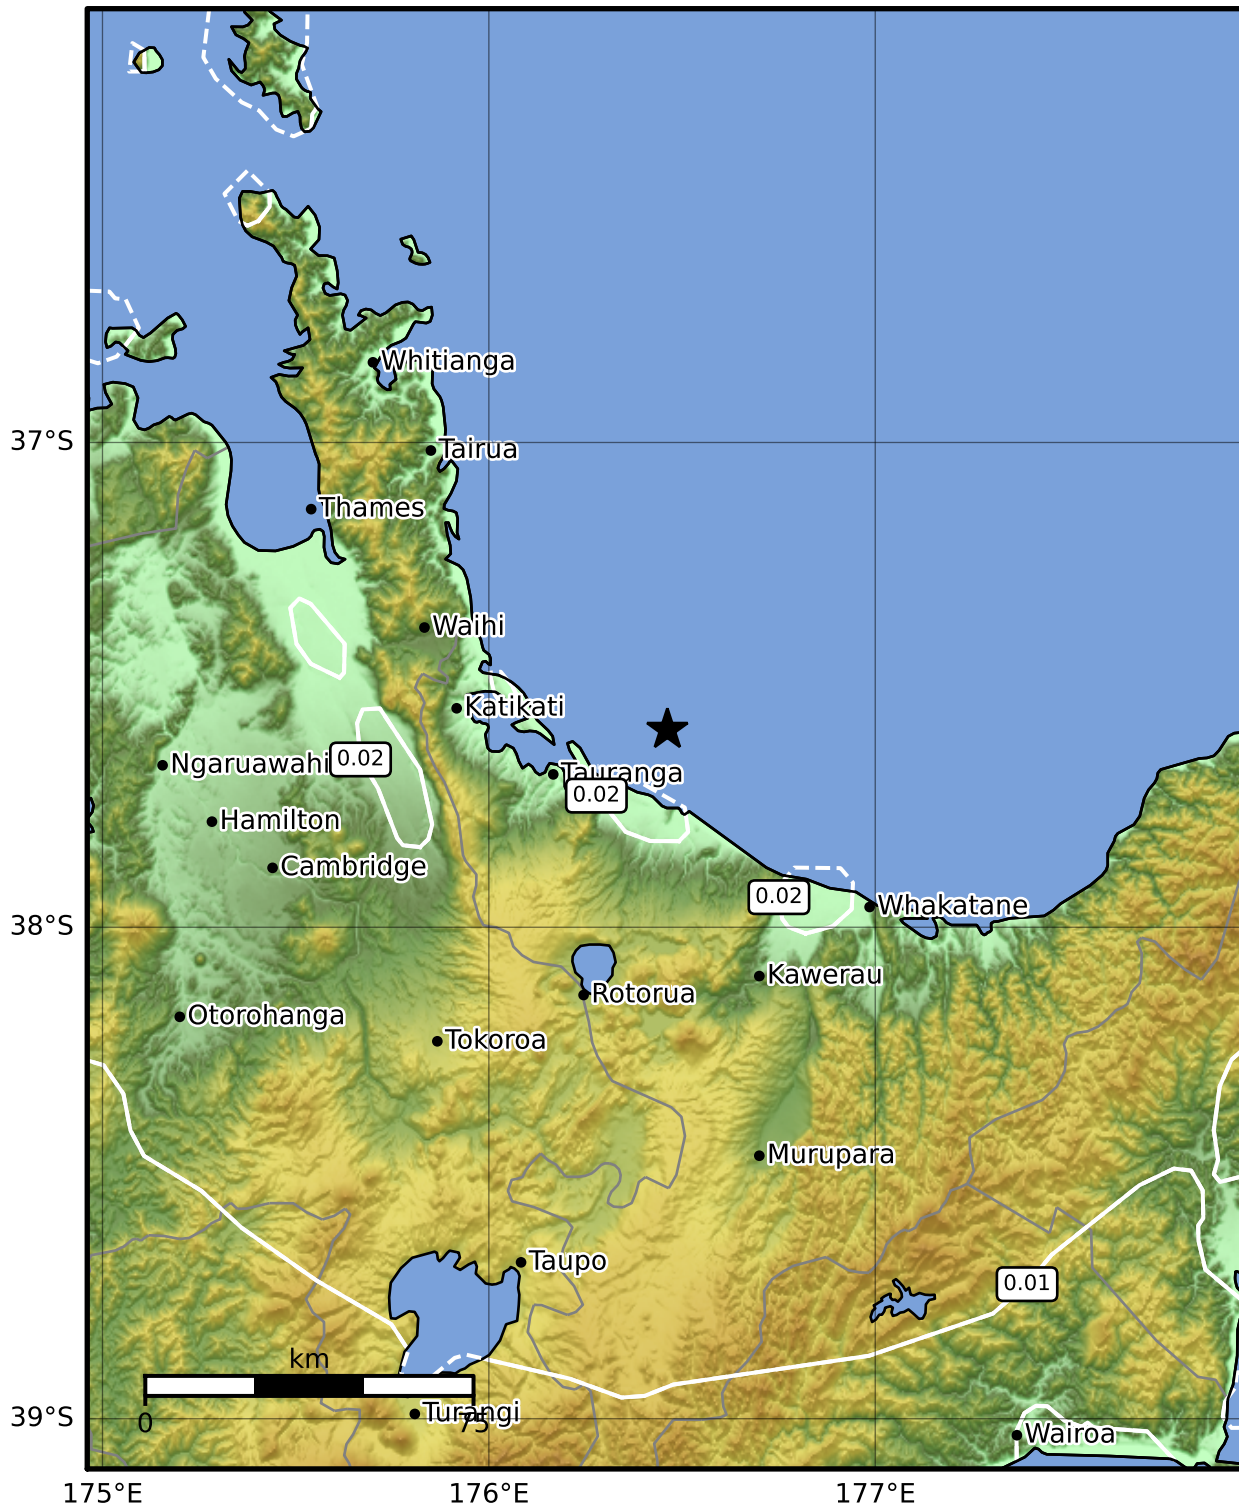 Whitianga
37°S
Tairua
Thames
Waihi
Katikati
Ngaruawahi
0.02
Tauranga
0.02
Hamilton
Cambridge
0.02
Whakatane
38°S
Kawerau
Rotorua
Otorohanga
Tokoroa
Murupara
Taupo
0.01
km
0
75
Turangi
39°S
Wairoa
175°E
176°E
177°E